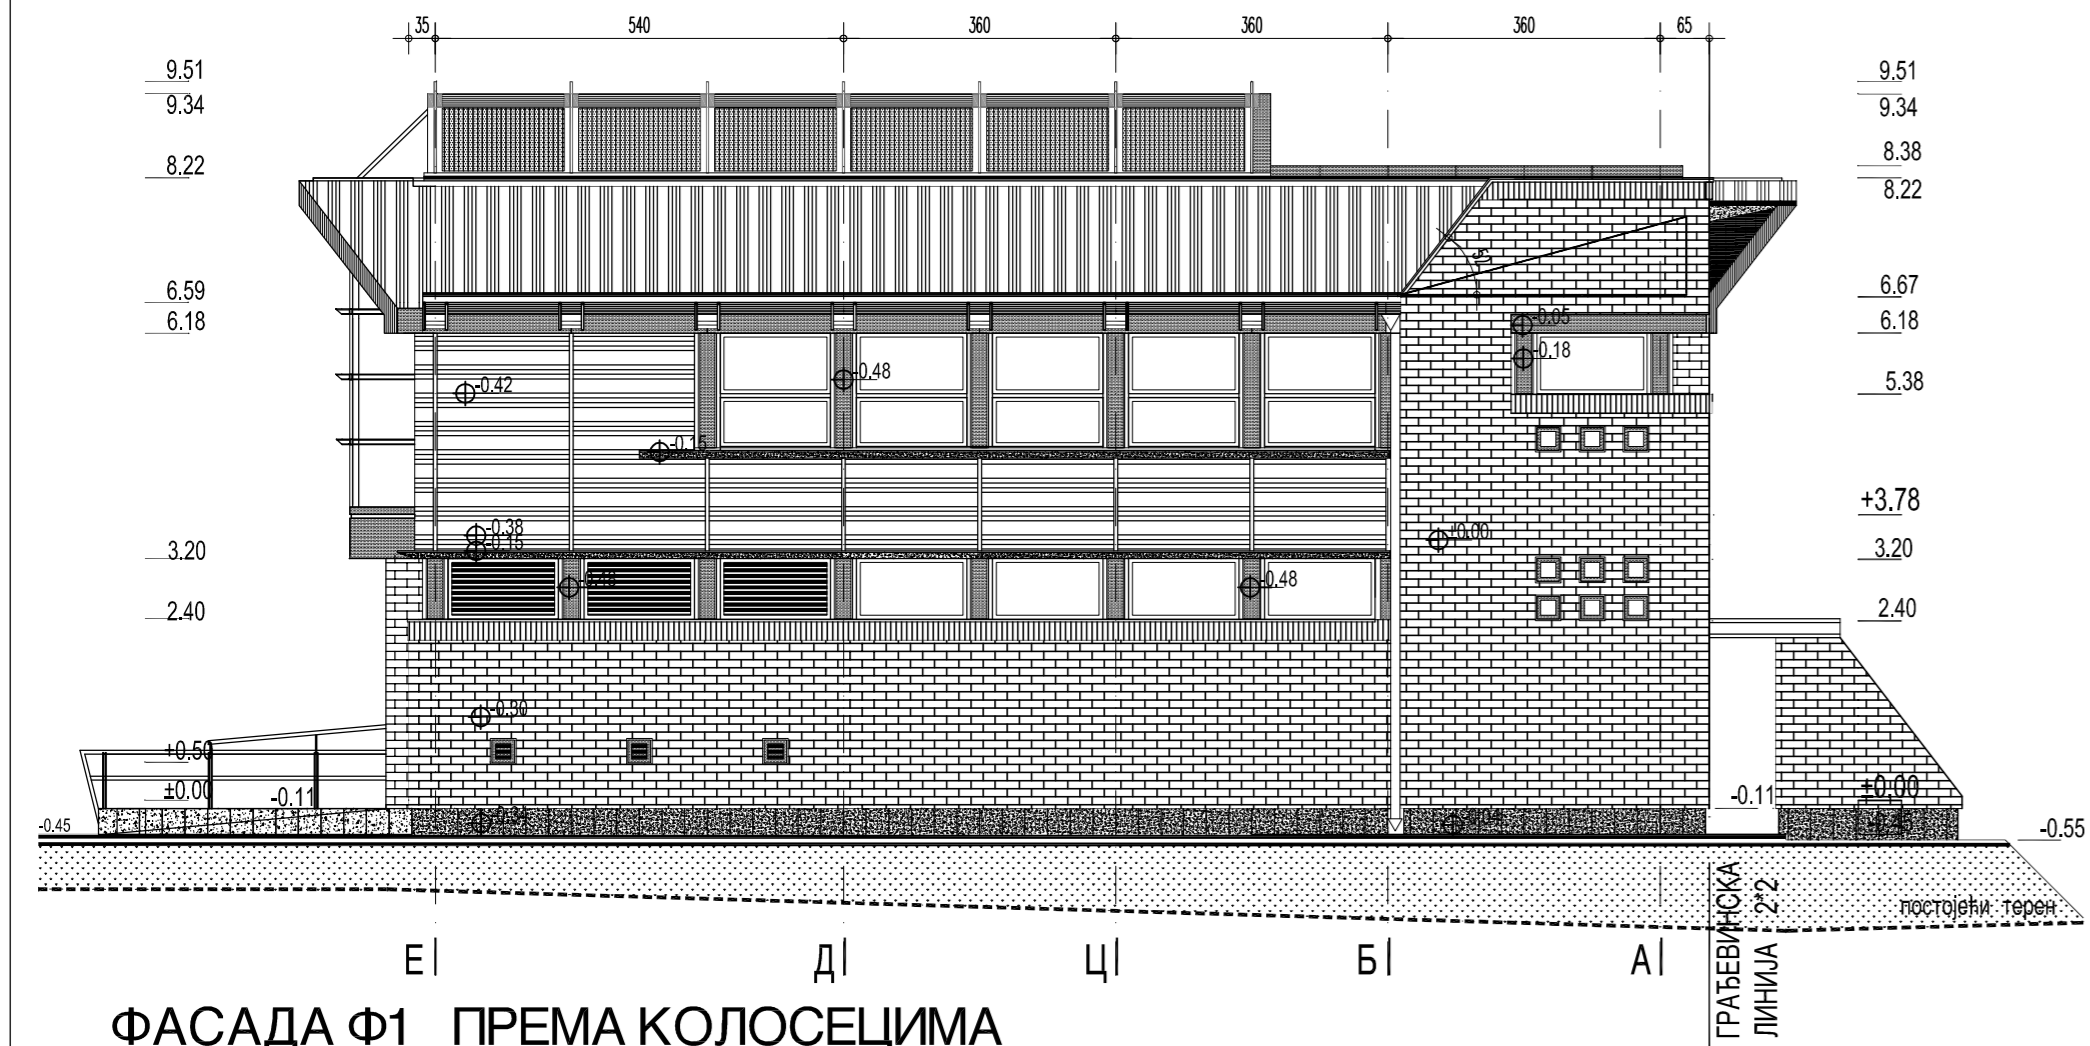 35 540 360 360 360 65
9.51 9.51
9.34 9.34
8.22 8.38
8.22
6.59 6.67
6.18 6.18
-0.05
-0.18
-0.42 -0.48 5.38
-0.15
+3.78
-0.38 ±0.00
-0.15
3.20 3.20
-0.48 -0.48
2.40 2.40
-0.30
+0.50
±0.00 -0.11 -0.11 ±0.00
-0.45 -0.55
постојећи терен
Е Д Ц Б А
ГРАЂЕВИНСКА
ЛИНИЈА 2*2
ФАСАДА Ф1 ПРЕМА КОЛОСЕЦИМА